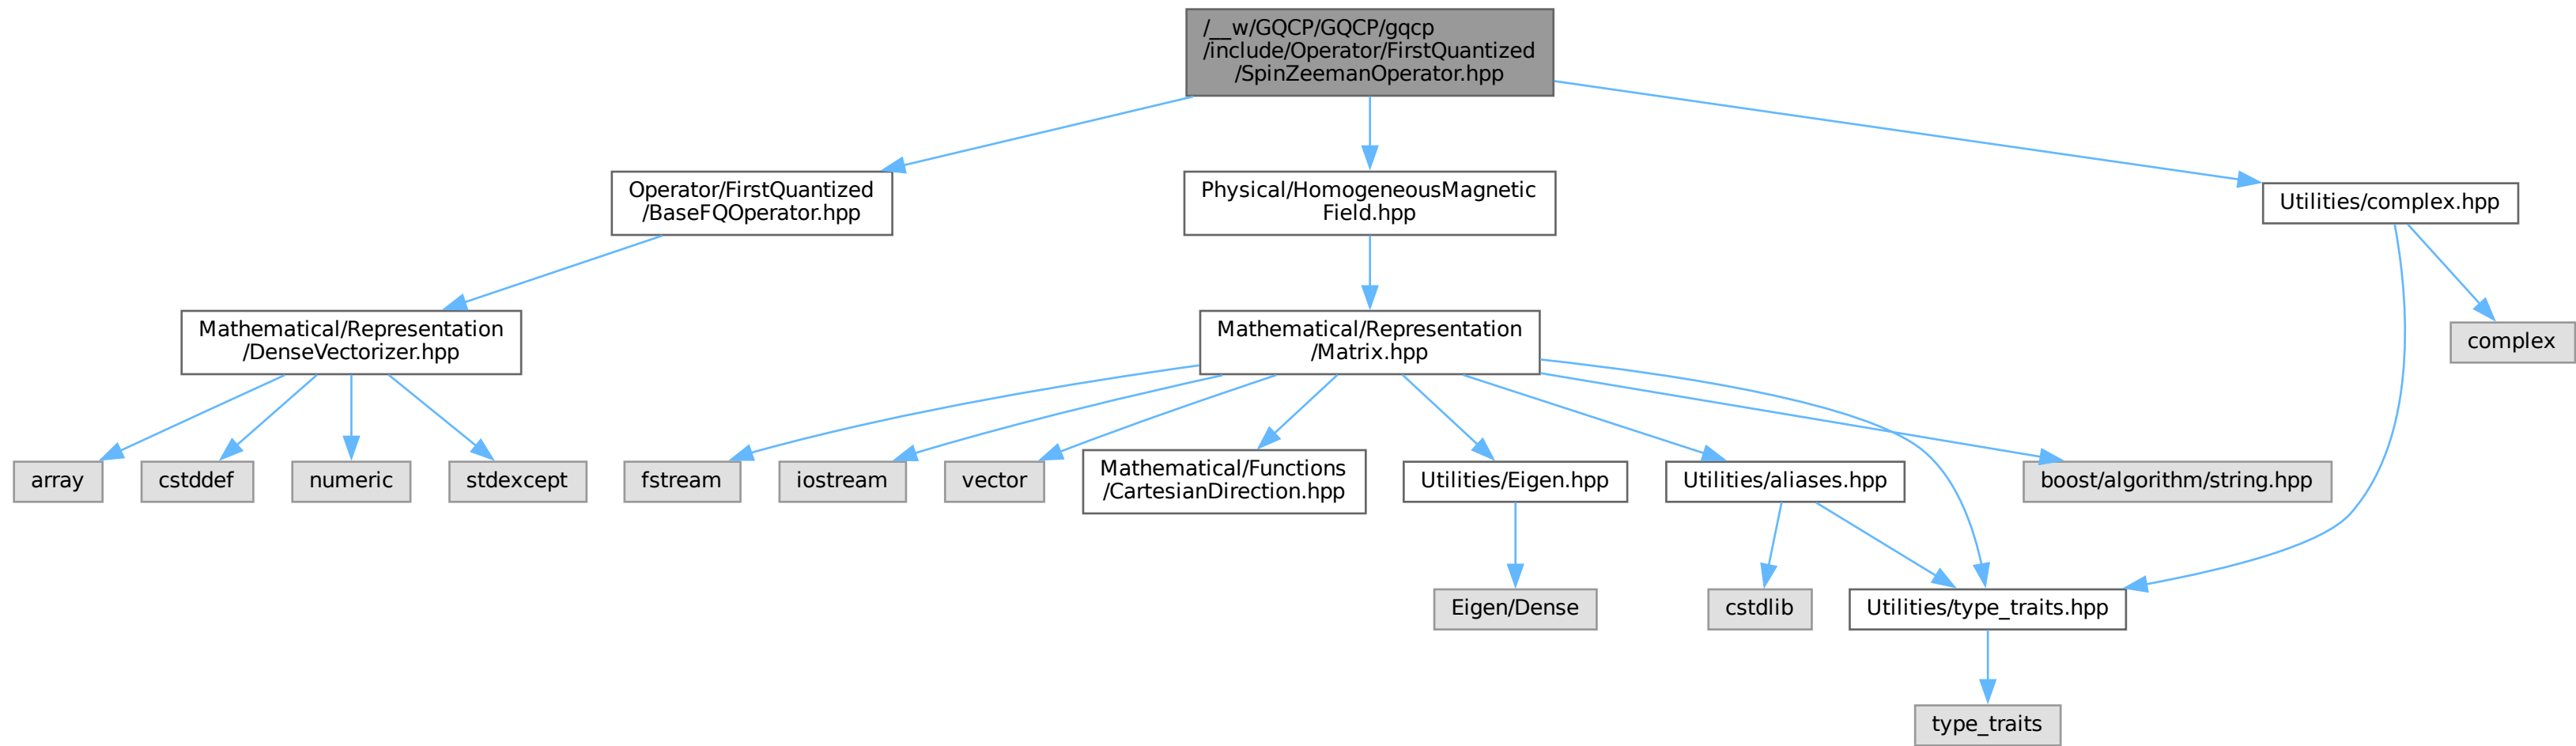 /__w/GQCP/GQCP/gqcp
/include/Operator/FirstQuantized
/SpinZeemanOperator.hpp
Operator/FirstQuantized
/BaseFQOperator.hpp
Physical/HomogeneousMagnetic
Field.hpp
Utilities/complex.hpp
Mathematical/Representation
/DenseVectorizer.hpp
Mathematical/Representation
/Matrix.hpp
complex
array
cstddef
numeric
stdexcept
fstream
iostream
vector
Mathematical/Functions
/CartesianDirection.hpp
Utilities/Eigen.hpp
Utilities/aliases.hpp
boost/algorithm/string.hpp
Eigen/Dense
cstdlib
Utilities/type_traits.hpp
type_traits